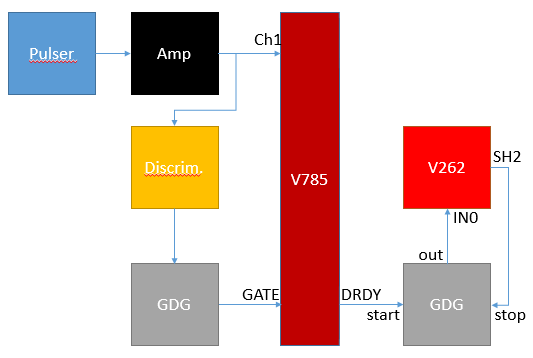 Pulser
Amp
Ch1
Discrim.
V785
V262
SH2
IN0
out
GDG
GATE
DRDY
start
GDG
stop